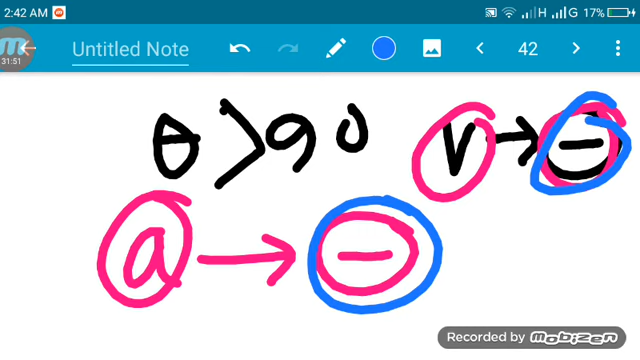 2:42 AM H G 17%
Untitled Note 42
31:51
θ > 90 v → −
a → −
Recorded by mobizen